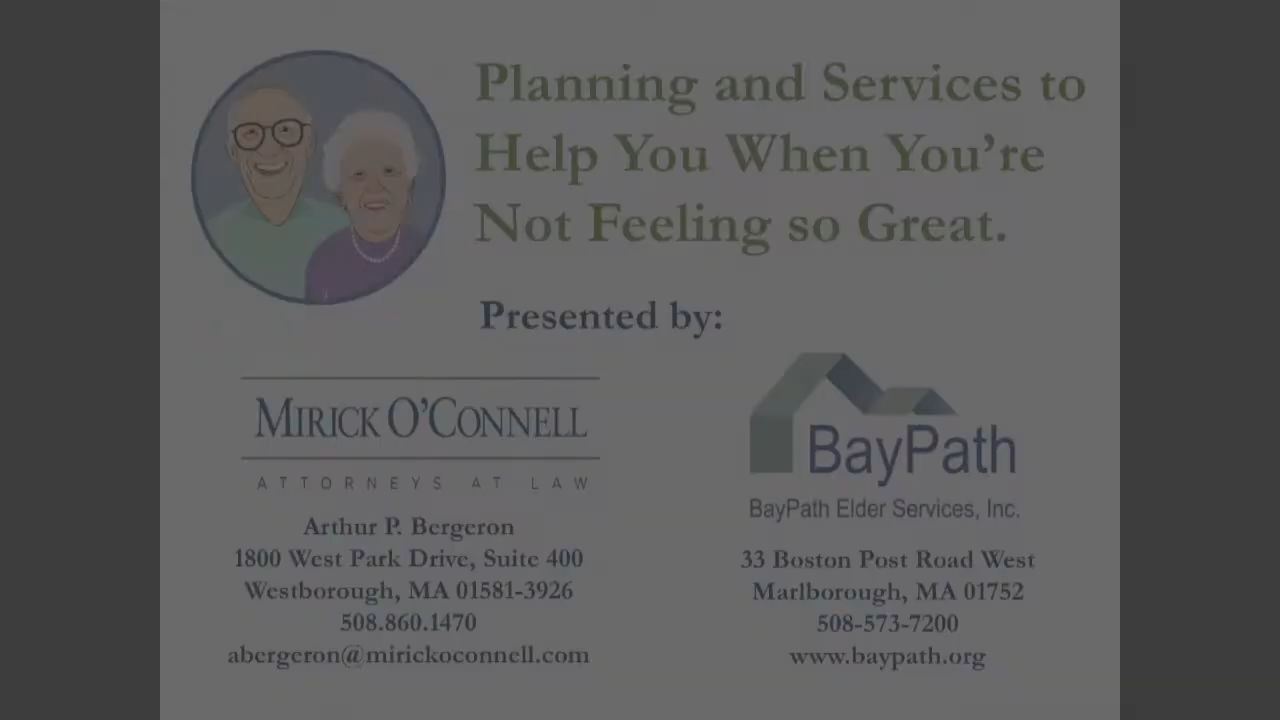 Planning and Services to
Help You When You're
Not Feeling so Great.
Presented by:
MIRICK O'CONNELL
ATTORNEYS AT LAW
Arthur P. Bergeron
1800 West Park Drive, Suite 400
Westborough, MA 01581-3926
508.860.1470
abergeron@mirickoconnell.com
BayPath
BayPath Elder Services, Inc.
33 Boston Post Road West
Marlborough, MA 01752
508-573-7200
www.baypath.org